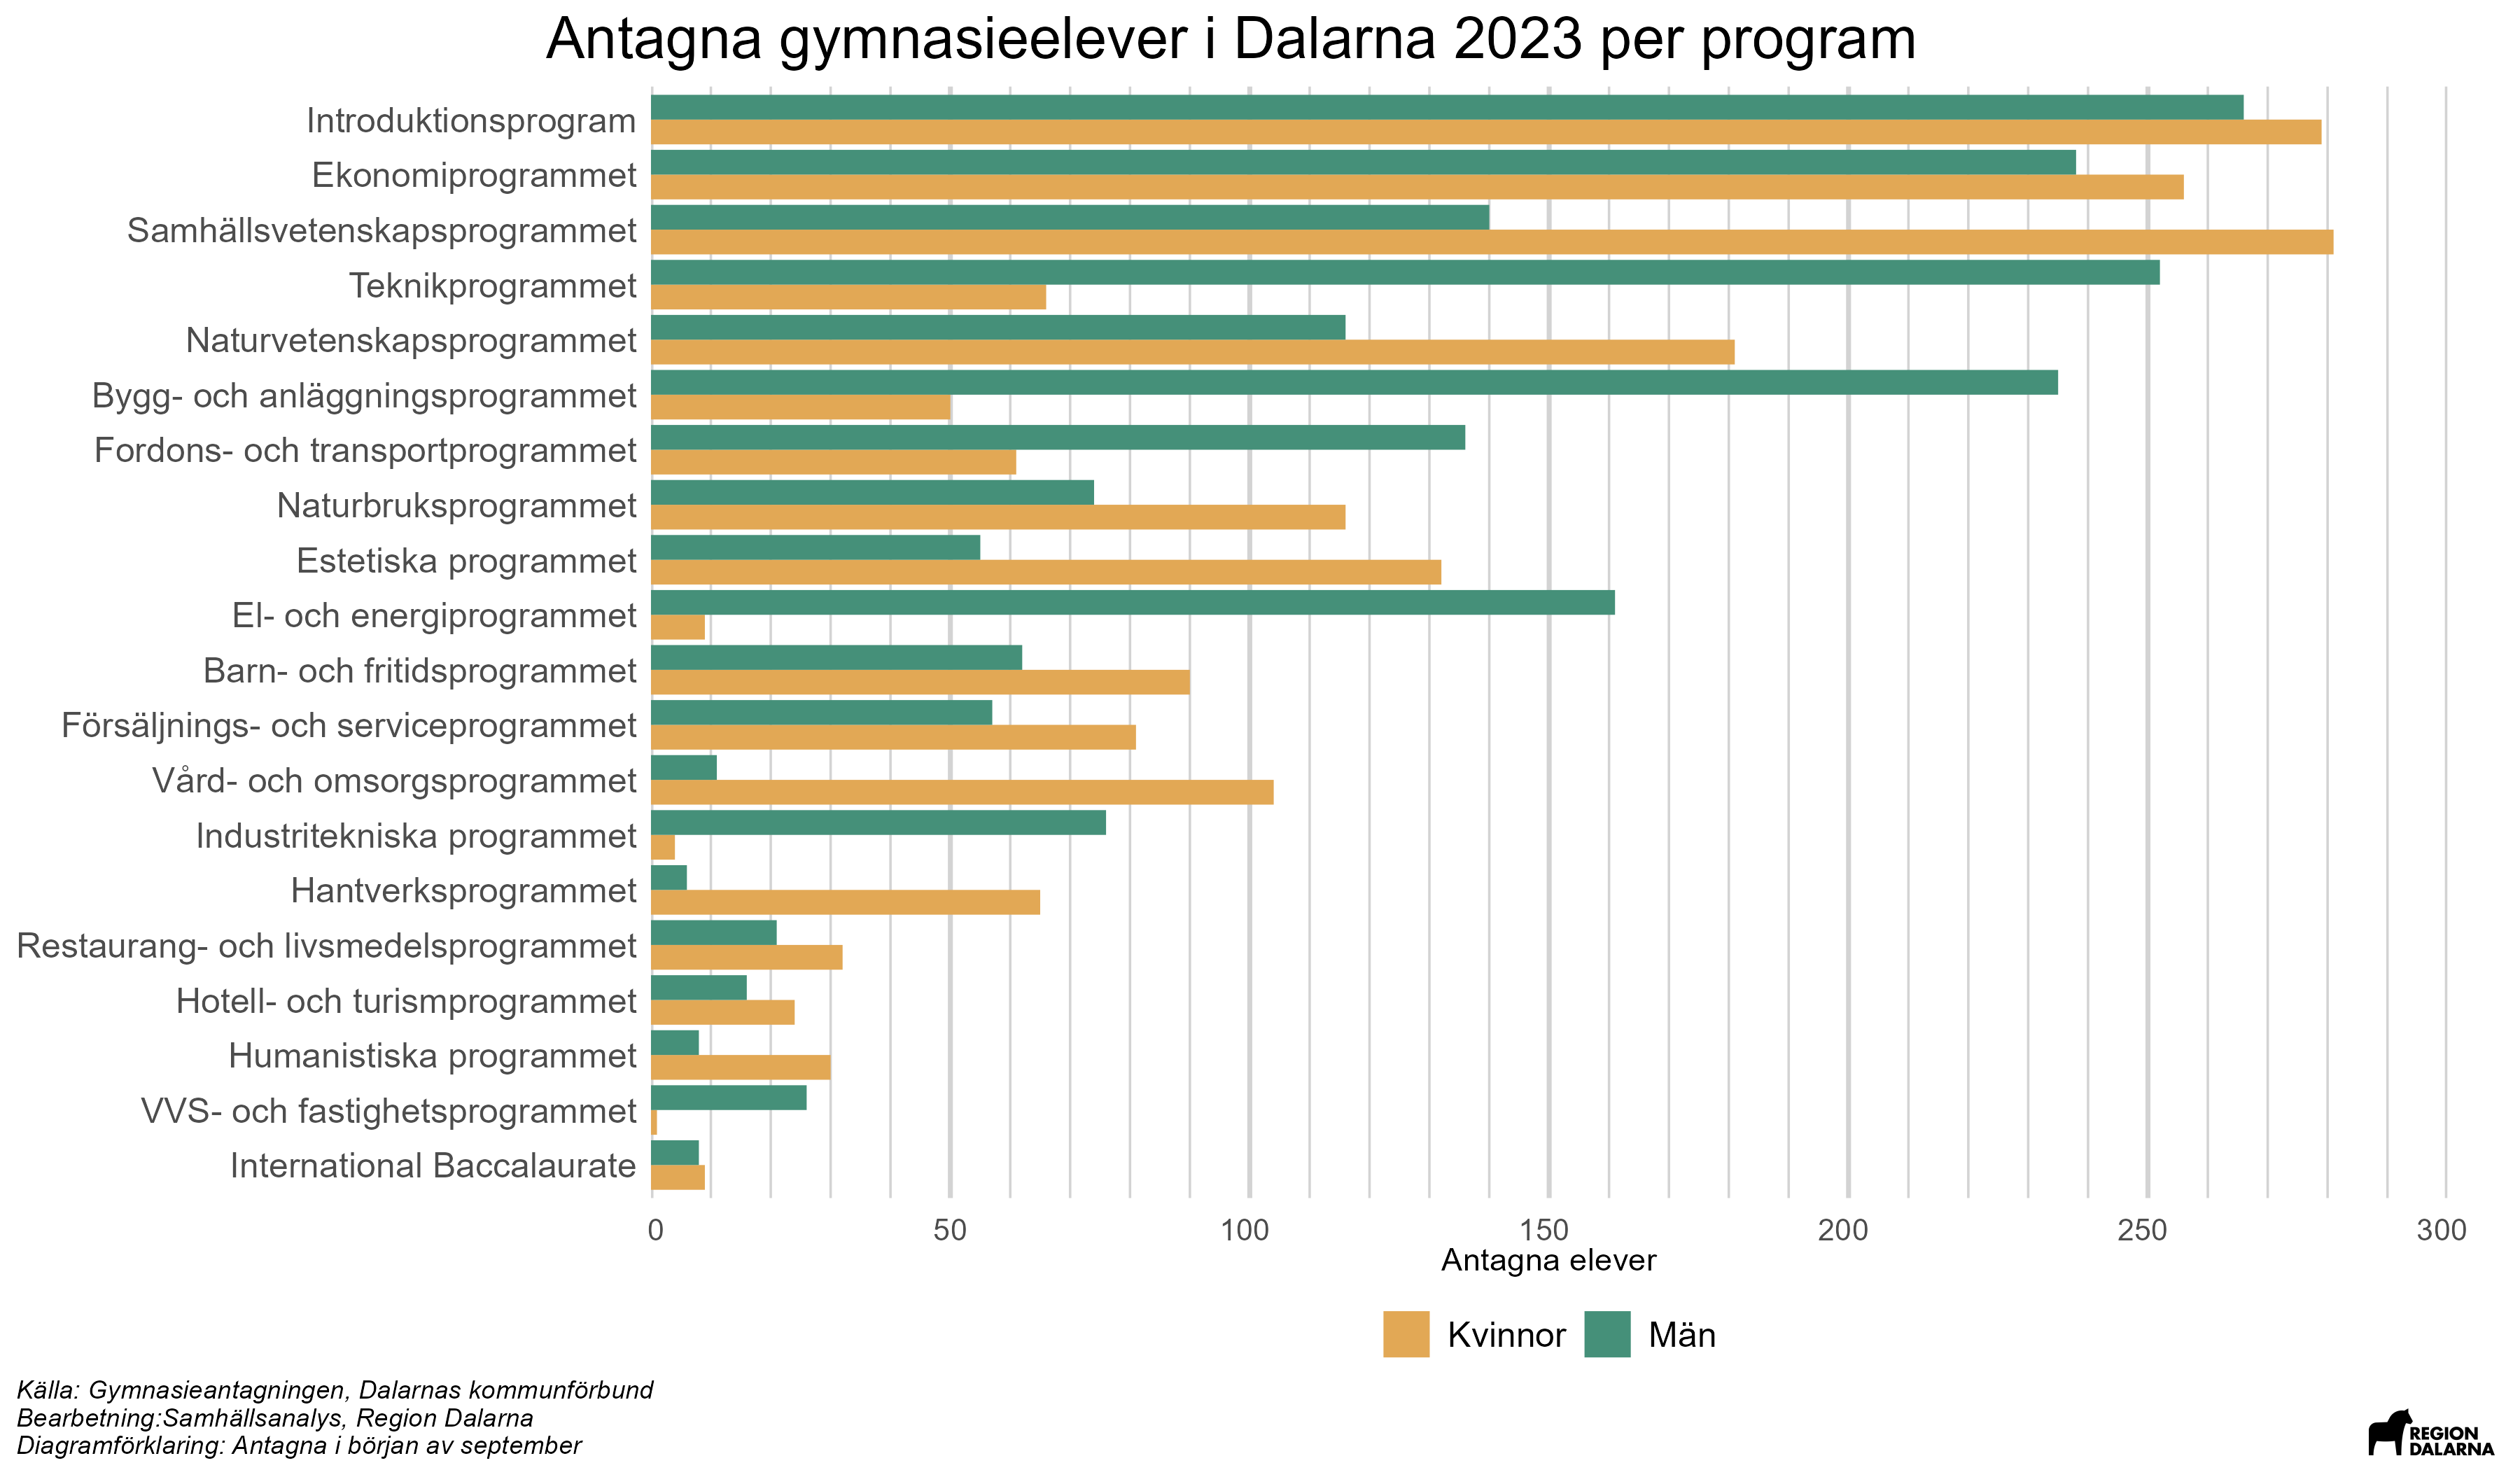 Antagna gymnasieelever i Dalarna 2023 per program
Introduktionsprogram
Ekonomiprogrammet
Samhällsvetenskapsprogrammet
Teknikprogrammet
Naturvetenskapsprogrammet
Bygg- och anläggningsprogrammet
Fordons- och transportprogrammet
Naturbruksprogrammet
Estetiska programmet
El- och energiprogrammet
Barn- och fritidsprogrammet
Försäljnings- och serviceprogrammet
Vård- och omsorgsprogrammet
Industritekniska programmet
Hantverksprogrammet
Restaurang- och livsmedelsprogrammet
Hotell- och turismprogrammet
Humanistiska programmet
VVS- och fastighetsprogrammet
International Baccalaurate
0 50 100 150 200 250 300
Antagna elever
Kvinnor Män
Källa: Gymnasieantagningen, Dalarnas kommunförbund
Bearbetning:Samhällsanalys, Region Dalarna
Diagramförklaring: Antagna i början av september
REGION
DALARNA